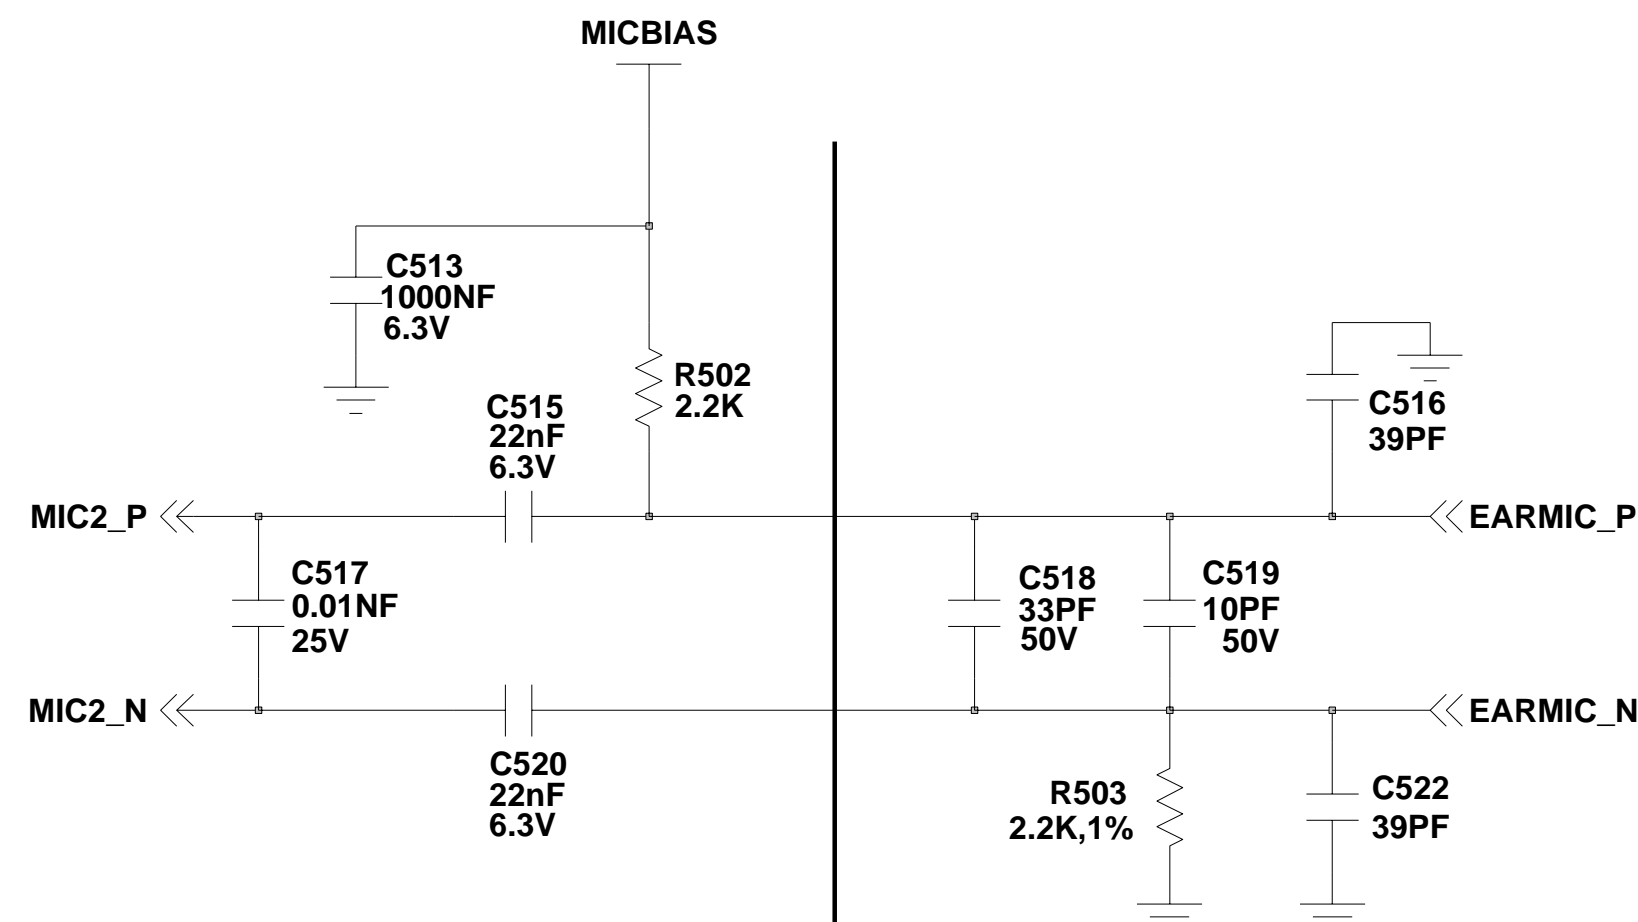 MICBIAS
C513
1000NF
6.3V
R502
2.2K
C515
22nF
6.3V
C516
39PF
MIC2_P
EARMIC_P
C517
0.01NF
25V
C518
33PF
50V
C519
10PF
50V
MIC2_N
EARMIC_N
C520
22nF
6.3V
R503
2.2K,1%
C522
39PF